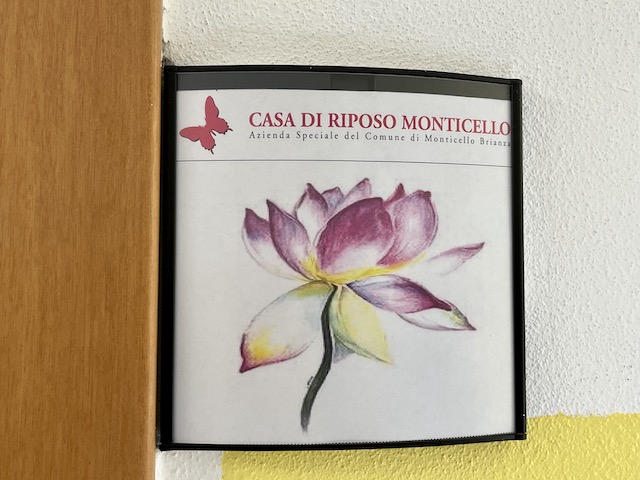 CASA DI RIPOSO MONTICELLO
Azienda Speciale del Comune di Monticello Brianza